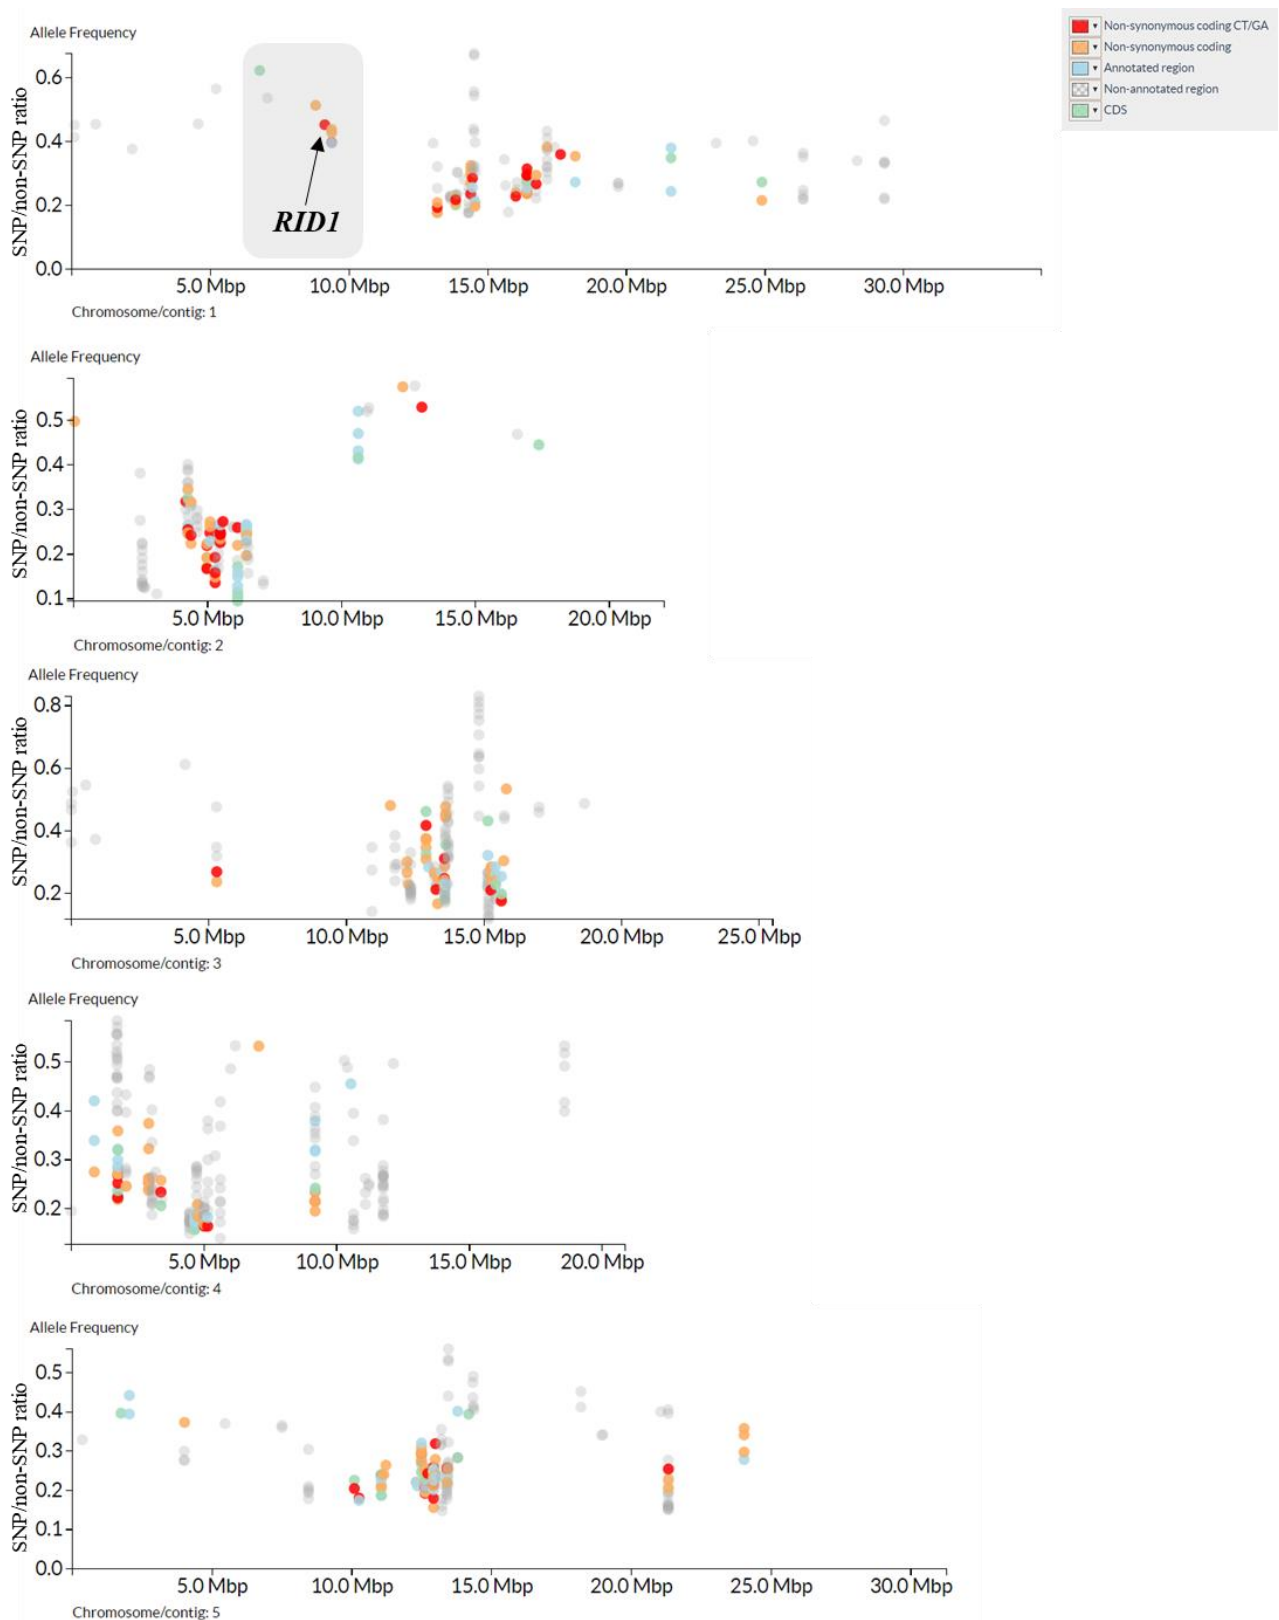 Allele Frequency
SNP/non-SNP ratio
0.6
0.4
0.2
0.0
RID1
5.0 Mbp 10.0 Mbp 15.0 Mbp 20.0 Mbp 25.0 Mbp 30.0 Mbp
Chromosome/contig: 1
Non-synonymous coding CT/GA
Non-synonymous coding
Annotated region
Non-annotated region
CDS
Allele Frequency
SNP/non-SNP ratio
0.5
0.4
0.3
0.2
0.1
5.0 Mbp 10.0 Mbp 15.0 Mbp 20.0 Mbp
Chromosome/contig: 2
Allele Frequency
SNP/non-SNP ratio
0.8
0.6
0.4
0.2
5.0 Mbp 10.0 Mbp 15.0 Mbp 20.0 Mbp 25.0 Mbp
Chromosome/contig: 3
Allele Frequency
SNP/non-SNP ratio
0.5
0.4
0.3
0.2
5.0 Mbp 10.0 Mbp 15.0 Mbp 20.0 Mbp
Chromosome/contig: 4
Allele Frequency
SNP/non-SNP ratio
0.5
0.4
0.3
0.2
0.1
0.0
5.0 Mbp 10.0 Mbp 15.0 Mbp 20.0 Mbp 25.0 Mbp 30.0 Mbp
Chromosome/contig: 5